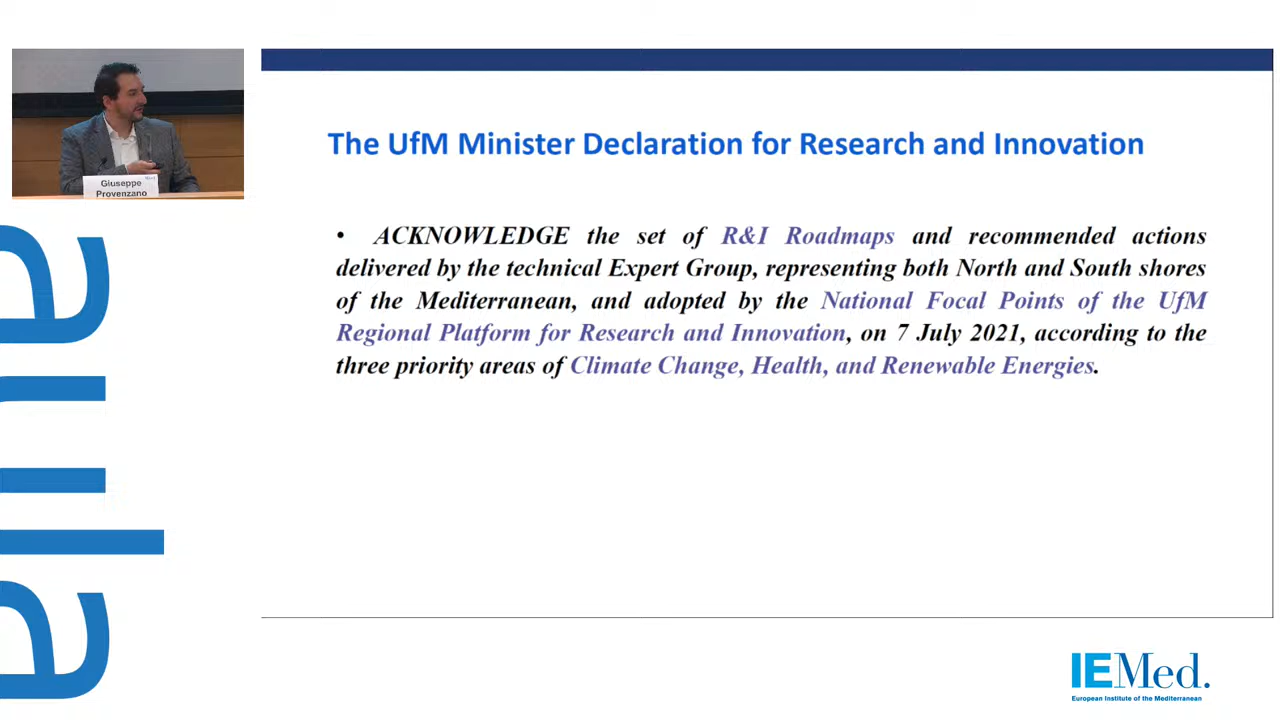 Giuseppe
Provenzano
The UfM Minister Declaration for Research and Innovation
• ACKNOWLEDGE the set of R&I Roadmaps and recommended actions
delivered by the technical Expert Group, representing both North and South shores
of the Mediterranean, and adopted by the National Focal Points of the UfM
Regional Platform for Research and Innovation, on 7 July 2021, according to the
three priority areas of Climate Change, Health, and Renewable Energies.
aula
IEMed.
European Institute of the Mediterranean